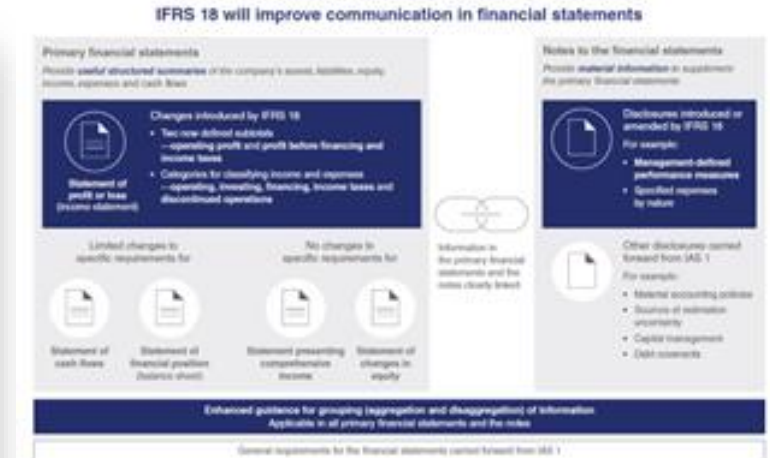 IFRS 18 will improve communication in financial statements
Primary financial statements
Provide useful structured summaries of the company's assets, liabilities, equity,
income, expenses and cash flows
Statement of
profit or loss
(income statement)
Changes introduced by IFRS 18
• Two new defined subtotals
—operating profit and profit before financing and
income taxes
• Categories for classifying income and expenses
—operating, investing, financing, income taxes and
discontinued operations
Limited changes to
specific requirements for
No changes to
specific requirements for
Statement of
cash flows
Statement of
financial position
(balance sheet)
Statement presenting
comprehensive
income
Statement of
changes in
equity
Information in
the primary financial
statements and the
notes closely linked
Notes to the financial statements
Provide material information to supplement
the primary financial statements
Disclosures introduced or
amended by IFRS 18
For example:
• Management-defined
performance measures
• Specified expenses
by nature
Other disclosures carried
forward from IAS 1
For example:
• Material accounting policies
• Sources of estimation
uncertainty
• Capital management
• Debt covenants
Enhanced guidance for grouping (aggregation and disaggregation) of information
Applicable in all primary financial statements and the notes
General requirements for the financial statements carried forward from IAS 1